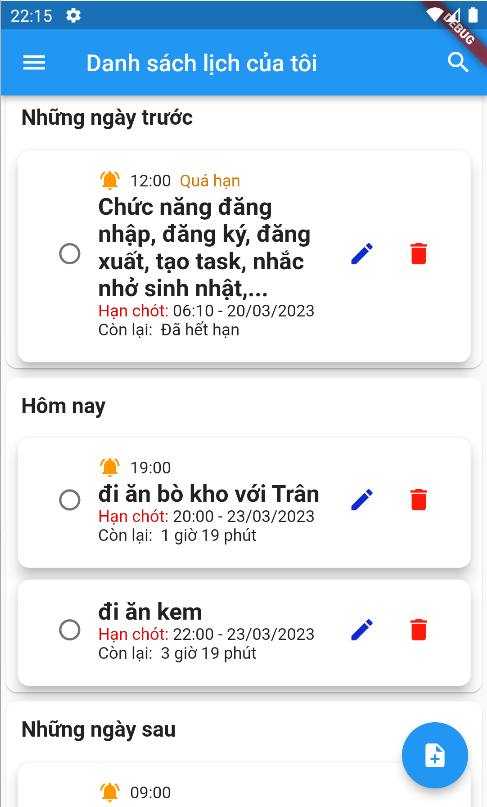 22:15
DEBUG
Danh sách lịch của tôi
Những ngày trước
12:00 Quá hạn
Chức năng đăng
nhập, đăng ký, đăng
xuất, tạo task, nhắc
nhở sinh nhật,...
Hạn chót: 06:10 - 20/03/2023
Còn lại: Đã hết hạn
Hôm nay
19:00
đi ăn bò kho với Trân
Hạn chót: 20:00 - 23/03/2023
Còn lại: 1 giờ 19 phút
đi ăn kem
Hạn chót: 22:00 - 23/03/2023
Còn lại: 3 giờ 19 phút
Những ngày sau
09:00